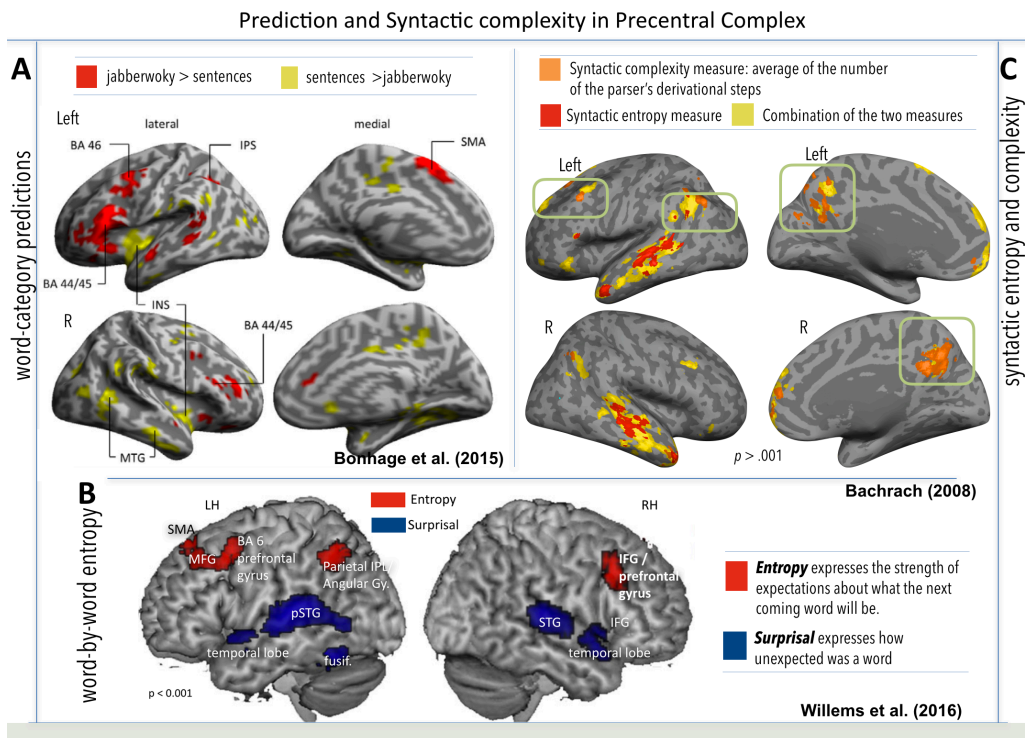 Prediction and Syntactic complexity in Precentral Complex
A
word-category predictions
jabberwoky > sentences
sentences >jabberwoky
Left
lateral
medial
BA 46
IPS
SMA
BA 44/45
INS
R
BA 44/45
MTG
Bonhage et al. (2015)
C
syntactic entropy and complexity
Syntactic complexity measure: average of the number
of the parser's derivational steps
Syntactic entropy measure
Combination of the two measures
Left
Left
R
R
p > .001
Bachrach (2008)
B
word-by-word entropy
LH
Entropy
Surprisal
RH
SMA
MFG
BA 6
prefrontal
gyrus
Parietal IPL
Angular Gy.
pSTG
temporal lobe
fusif.
p < 0.001
IFG /
prefrontal
gyrus
STG
IFG
temporal lobe
Entropy expresses the strength of
expectations about what the next
coming word will be.
Surprisal expresses how
unexpected was a word
Willems et al. (2016)